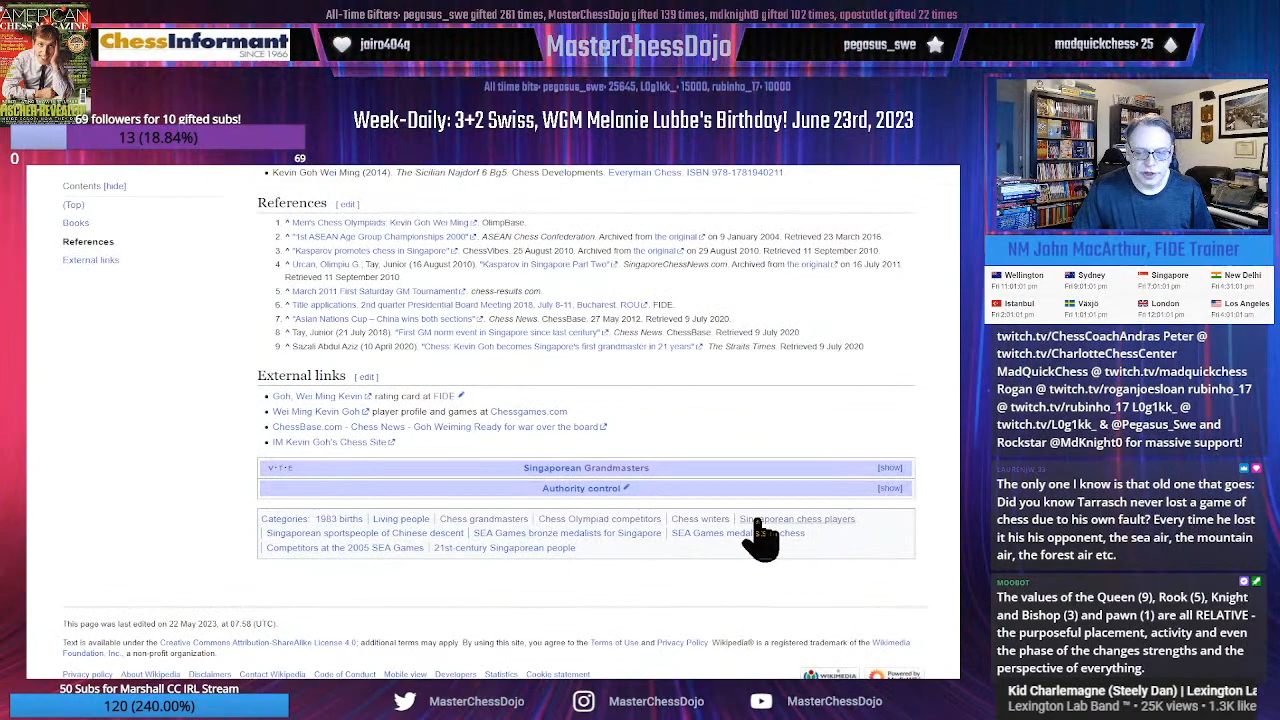 All-Time Gifters• pegasus_swe gifted 261 times, MasterChessDojo gifted 139 times, mdknight0 gifted 102 times, opostotlet gifted 22 times
AMERICAN
ChessInformant
SINCE 1966
jairo404q
MasterChessDojo
pegasus_swe
madquickchess• 25
All time bits• pegasus_swe• 25645, L0g1kk_• 15000, rubinho_17• 10000
FISCHER REVEALED
69 followers for 10 gifted subs!
13 (18.84%)
0
69
Week-Daily: 3+2 Swiss, WGM Melanie Lubbe's Birthday! June 23rd, 2023
Contents [hide]
(Top)
Books
References
External links
• Kevin Goh Wei Ming (2014). The Sicilian Najdorf 6 Bg5. Chess Developments. Everyman Chess. ISBN 978-1781940211
References [edit]
1. ^ Men's Chess Olympiads: Kevin Goh Wei Ming. OlimpBase.
2. ^ "1st ASEAN Age Group Championships 2000". ASEAN Chess Confederation. Archived from the original on 9 January 2004. Retrieved 23 March 2016.
3. ^ "Kasparov promotes chess in Singapore". ChessVibes. 25 August 2010. Archived from the original on 29 August 2010. Retrieved 11 September 2010.
4. ^ Urcan, Olimpiu G., Tay, Junior (16 August 2010). "Kasparov in Singapore Part Two". SingaporeChessNews.com. Archived from the original on 16 July 2011.
Retrieved 11 September 2010.
5. ^ March 2011 First Saturday GM Tournament. chess-results.com.
6. ^ Title applications. 2nd quarter Presidential Board Meeting 2018, July 8-11, Bucharest, ROU. FIDE.
7. ^ "Asian Nations Cup – China wins both sections". Chess News. ChessBase. 27 May 2012. Retrieved 9 July 2020.
8. ^ Tay, Junior (21 July 2018). "First GM norm event in Singapore since last century". Chess News. ChessBase. Retrieved 9 July 2020
9. ^ Sazali Abdul Aziz (10 April 2020). "Chess: Kevin Goh becomes Singapore's first grandmaster in 21 years". The Straits Times. Retrieved 9 July 2020
External links [edit]
• Goh, Wei Ming Kevin rating card at FIDE
• Wei Ming Kevin Goh player profile and games at Chessgames.com
• ChessBase.com - Chess News - Goh Weiming Ready for war over the board
• IM Kevin Goh's Chess Site
V·T·E Singaporean Grandmasters [show]
Authority control [show]
Categories: 1983 births | Living people | Chess grandmasters | Chess Olympiad competitors | Chess writers | Singaporean chess players
| Singaporean sportspeople of Chinese descent | SEA Games bronze medalists for Singapore | SEA Games in chess
| Competitors at the 2005 SEA Games | 21st-century Singaporean people
This page was last edited on 22 May 2023, at 07:58 (UTC).
Text is available under the Creative Commons Attribution-ShareAlike License 4.0; additional terms may apply. By using this site, you agree to the Terms of Use and Privacy Policy. Wikipedia® is a registered trademark of the Wikimedia
Foundation, Inc., a non-profit organization.
Privacy policy About Wikipedia Disclaimers Contact Wikipedia Code of Conduct Mobile view Developers Statistics Cookie statement
WIKIMEDIA
Powered by
50 Subs for Marshall CC IRL Stream
120 (240.00%)
MasterChessDojo
MasterChessDojo
MasterChessDojo
NM John MacArthur, FIDE Trainer
Wellington
Fri 11:01:01 pm
Sydney
Fri 9:01:01 pm
Singapore
Fri 7:01:01 pm
New Delhi
Fri 4:31:01 pm
Istanbul
Fri 2:01:01 pm
Växjö
Fri 1:01:01 pm
London
Fri 12:01:01 pm
Los Angeles
Fri 4:01:01 am
twitch.tv/ChessCoachAndras Peter @
twitch.tv/CharlotteChessCenter
MadQuickChess @ twitch.tv/madquickchess
Rogan @ twitch.tv/roganjoesloan rubinho_17
@ twitch.tv/rubinho_17 L0g1kk_ @
twitch.tv/L0g1kk_ & @Pegasus_Swe and
Rockstar @MdKnight0 for massive support!
LAURENJW_33
The only one I know is that old one that goes:
Did you know Tarrasch never lost a game of
chess due to his own fault? Every time he lost
it his his opponent, the sea air, the mountain
air, the forest air etc.
MOOBOT
The values of the Queen (9), Rook (5), Knight
and Bishop (3) and pawn (1) are all RELATIVE -
the purposeful placement, activity and even
the phase of the changes strengths and the
perspective of everything.
Kid Charlemagne (Steely Dan) | Lexington La
Lexington Lab Band ™ • 25K views • 1.3K like